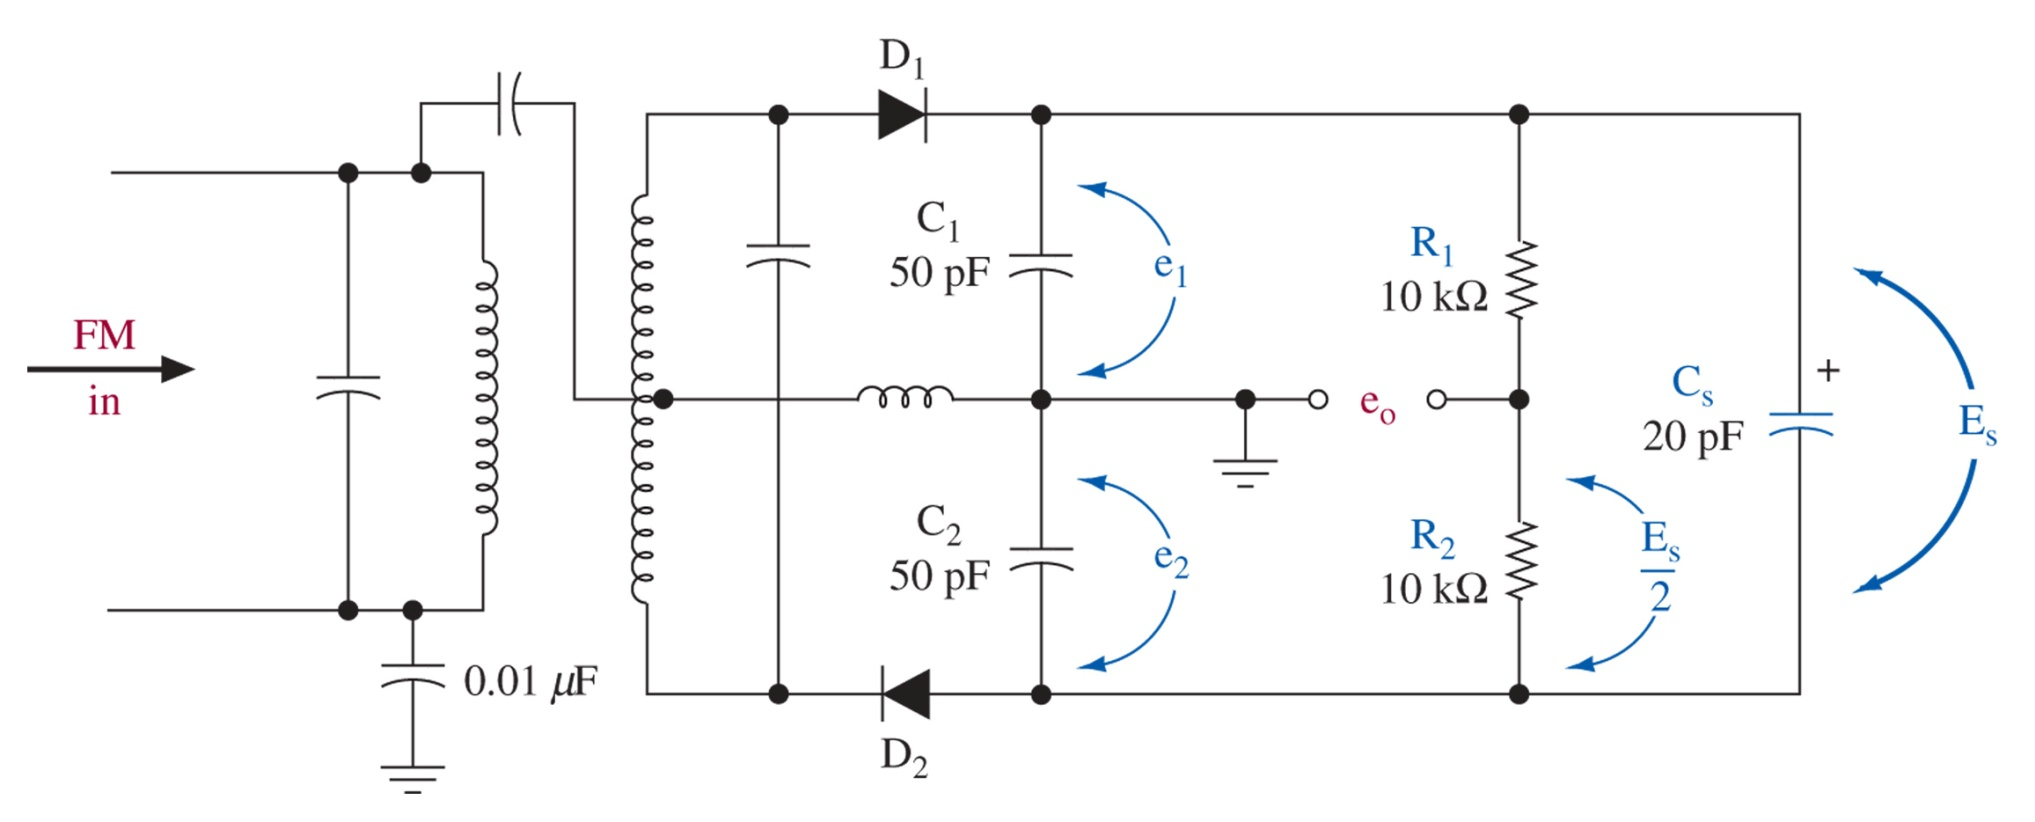 D₁
FM
in
C₁
50 pF
e₁
R₁
10 kΩ
eₒ
+
Cₛ
20 pF
Eₛ
C₂
50 pF
e₂
R₂
10 kΩ
Eₛ
2
0.01 μF
D₂